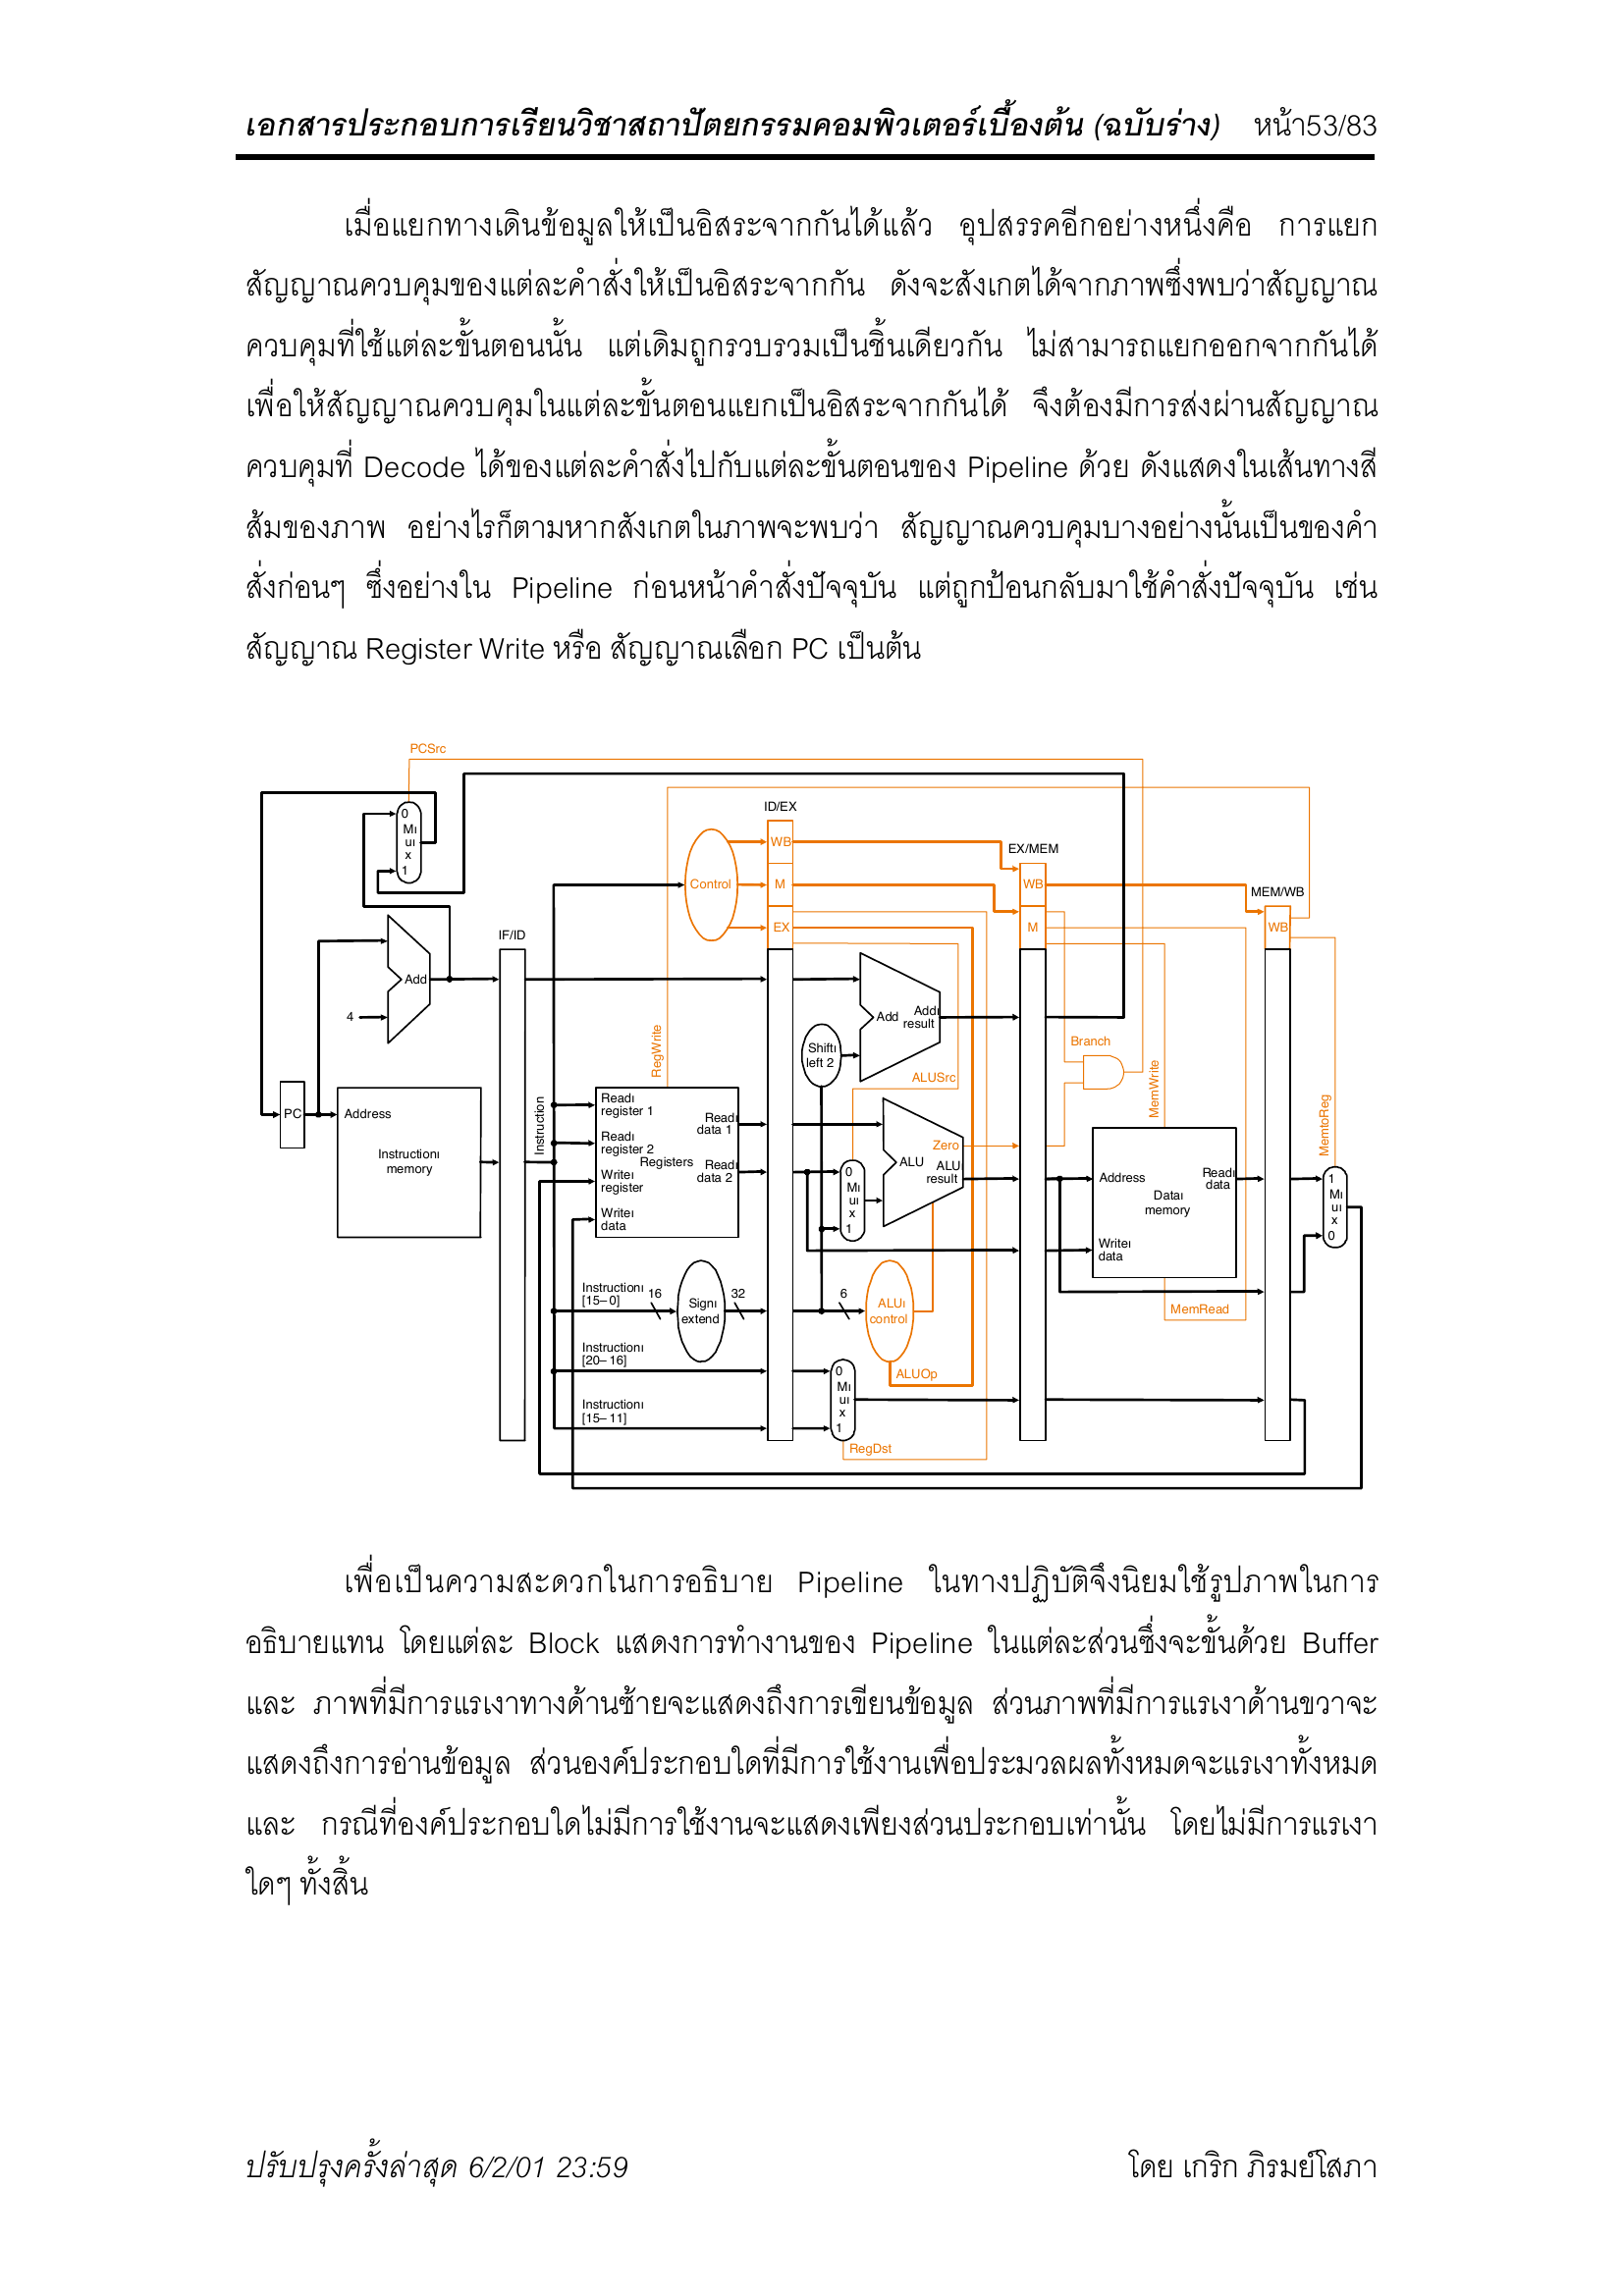 เอกสารประกอบการเรียนวิชาสถาปัตยกรรมคอมพิวเตอร์เบื้องต้น (ฉบับร่าง) หน้า53/83
เมื่อแยกทางเดินข้อมูลให้เป็นอิสระจากกันได้แล้ว อุปสรรคอีกอย่างหนึ่งคือ การแยก
สัญญาณควบคุมของแต่ละคำสั่งให้เป็นอิสระจากกัน ดังจะสังเกตได้จากภาพซึ่งพบว่าสัญญาณ
ควบคุมที่ใช้แต่ละขั้นตอนนั้น แต่เดิมถูกรวบรวมเป็นชิ้นเดียวกัน ไม่สามารถแยกออกจากกันได้
เพื่อให้สัญญาณควบคุมในแต่ละขั้นตอนแยกเป็นอิสระจากกันได้ จึงต้องมีการส่งผ่านสัญญาณ
ควบคุมที่ Decode ได้ของแต่ละคำสั่งไปกับแต่ละขั้นตอนของ Pipeline ด้วย ดังแสดงในเส้นทางสี
ส้มของภาพ อย่างไรก็ตามหากสังเกตในภาพจะพบว่า สัญญาณควบคุมบางอย่างนั้นเป็นของคำ
สั่งก่อนๆ ซึ่งอย่างใน Pipeline ก่อนหน้าคำสั่งปัจจุบัน แต่ถูกป้อนกลับมาใช้คำสั่งปัจจุบัน เช่น
สัญญาณ Register Write หรือ สัญญาณเลือก PC เป็นต้น
PCSrc
ID/EX
0
Mı
uı
x
1
WB
EX/MEM
Control
M
WB
MEM/WB
EX
M
WB
IF/ID
Add
4
Add
Addı
result
RegWrite
Shiftı
left 2
Branch
ALUSrc
MemWrite
PC
Address
Instructionı
memory
Instruction
Readı
register 1
Readı
register 2
Writeı
register
Writeı
data
Registers
Readı
data 1
Readı
data 2
0
Mı
uı
x
1
Zero
ALU
ALUı
result
Address
Readı
data
Dataı
memory
Writeı
data
MemtoReg
1
Mı
uı
x
0
Instructionı
[15–0]
16
Signı
extend
32
6
ALUı
control
MemRead
Instructionı
[20–16]
0
Mı
uı
x
1
ALUOp
Instructionı
[15–11]
RegDst
เพื่อเป็นความสะดวกในการอธิบาย Pipeline ในทางปฏิบัติจึงนิยมใช้รูปภาพในการ
อธิบายแทน โดยแต่ละ Block แสดงการทำงานของ Pipeline ในแต่ละส่วนซึ่งจะขั้นด้วย Buffer
และ ภาพที่มีการแรเงาทางด้านซ้ายจะแสดงถึงการเขียนข้อมูล ส่วนภาพที่มีการแรเงาด้านขวาจะ
แสดงถึงการอ่านข้อมูล ส่วนองค์ประกอบใดที่มีการใช้งานเพื่อประมวลผลทั้งหมดจะแรเงาทั้งหมด
และ กรณีที่องค์ประกอบใดไม่มีการใช้งานจะแสดงเพียงส่วนประกอบเท่านั้น โดยไม่มีการแรเงา
ใดๆ ทั้งสิ้น
ปรับปรุงครั้งล่าสุด 6/2/01 23:59
โดย เกริก ภิรมย์โสภา